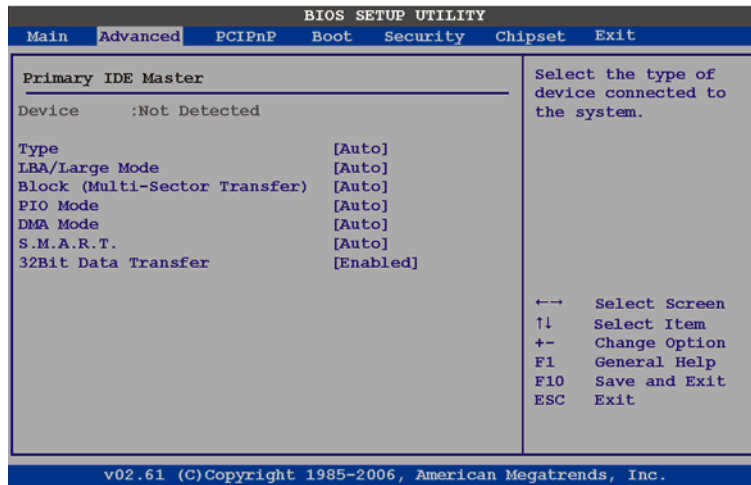 BIOS SETUP UTILITY
Main Advanced PCIPnP Boot Security Chipset Exit
Primary IDE Master
Device :Not Detected
Type [Auto]
LBA/Large Mode [Auto]
Block (Multi-Sector Transfer) [Auto]
PIO Mode [Auto]
DMA Mode [Auto]
S.M.A.R.T. [Auto]
32Bit Data Transfer [Enabled]
Select the type of
device connected to
the system.
←→ Select Screen
↑↓ Select Item
+- Change Option
F1 General Help
F10 Save and Exit
ESC Exit
v02.61 (C)Copyright 1985-2006, American Megatrends, Inc.